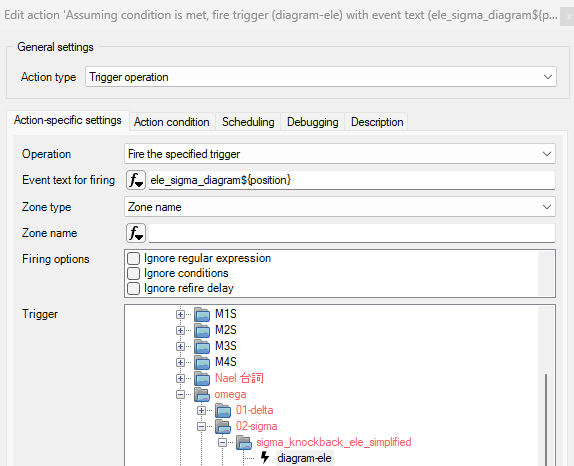 Edit action 'Assuming condition is met, fire trigger (diagram-ele) with event text (ele_sigma_diagram${p...
General settings
Action type Trigger operation
Action-specific settings Action condition Scheduling Debugging Description
Operation Fire the specified trigger
Event text for firing ele_sigma_diagram${position}
Zone type Zone name
Zone name
Firing options Ignore regular expression
Ignore conditions
Ignore refire delay
Trigger
M1S
M2S
M3S
M4S
Nael 台詞
omega
01-delta
02-sigma
sigma_knockback_ele_simplified
diagram-ele